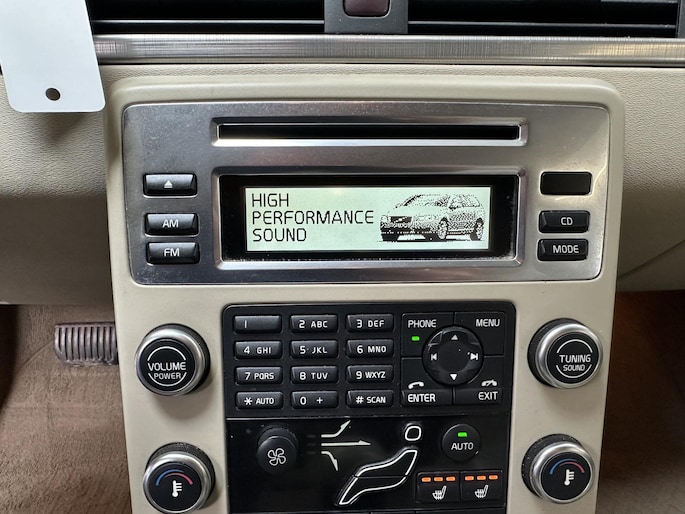 HIGH
PERFORMANCE
SOUND
AM
FM
CD
MODE
VOLUME
POWER
1 2 ABC 3 DEF
4 GHI 5 JKL 6 MNO
7 PQRS 8 TUV 9 WXYZ
* AUTO 0 + # SCAN
PHONE MENU
ENTER EXIT
TUNING
SOUND
AUTO